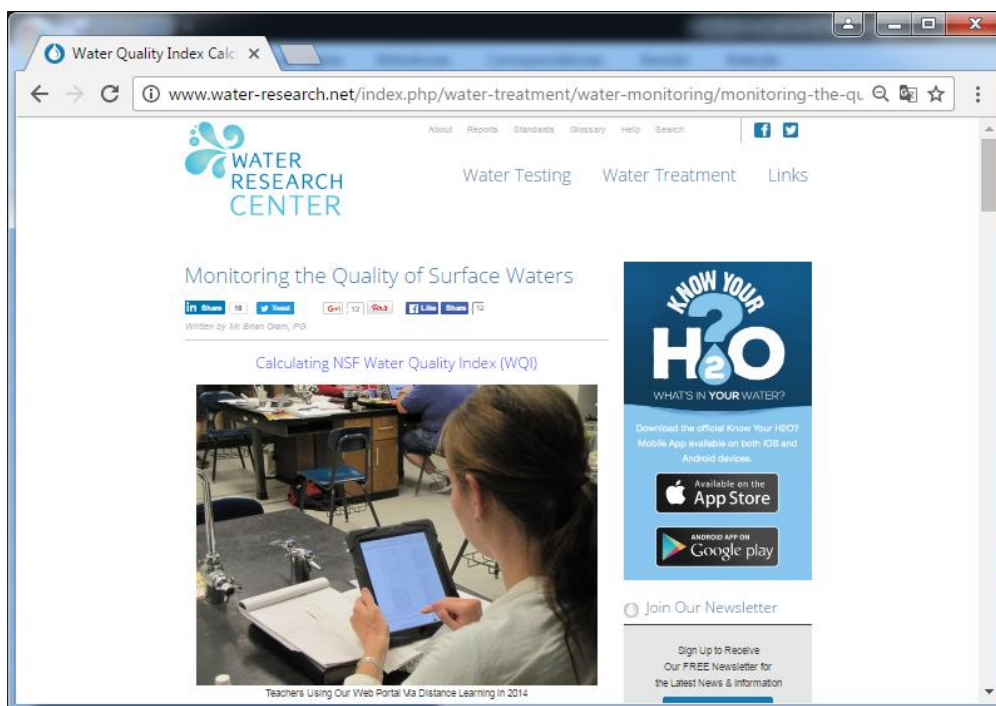 Water Quality Index Calc
www.water-research.net/index.php/water-treatment/water-monitoring/monitoring-the-qu
About Reports Standards Glossary Help Search
WATER
RESEARCH
CENTER
Water Testing Water Treatment Links
Monitoring the Quality of Surface Waters
in Share 18 Tweet G+1 12 Like Share 12
Written by Mr Brian Oram, PG
Calculating NSF Water Quality Index (WQI)
Teachers Using Our Web Portal Via Distance Learning in 2014
KNOW YOUR
H2O
?
WHAT'S IN YOUR WATER?
Download the official Know Your H2O?
Mobile App available on both iOS and
Android devices.
Available on the
App Store
ANDROID APP ON
Google play
Join Our Newsletter
Sign Up to Receive
Our FREE Newsletter for
the Latest News & Information